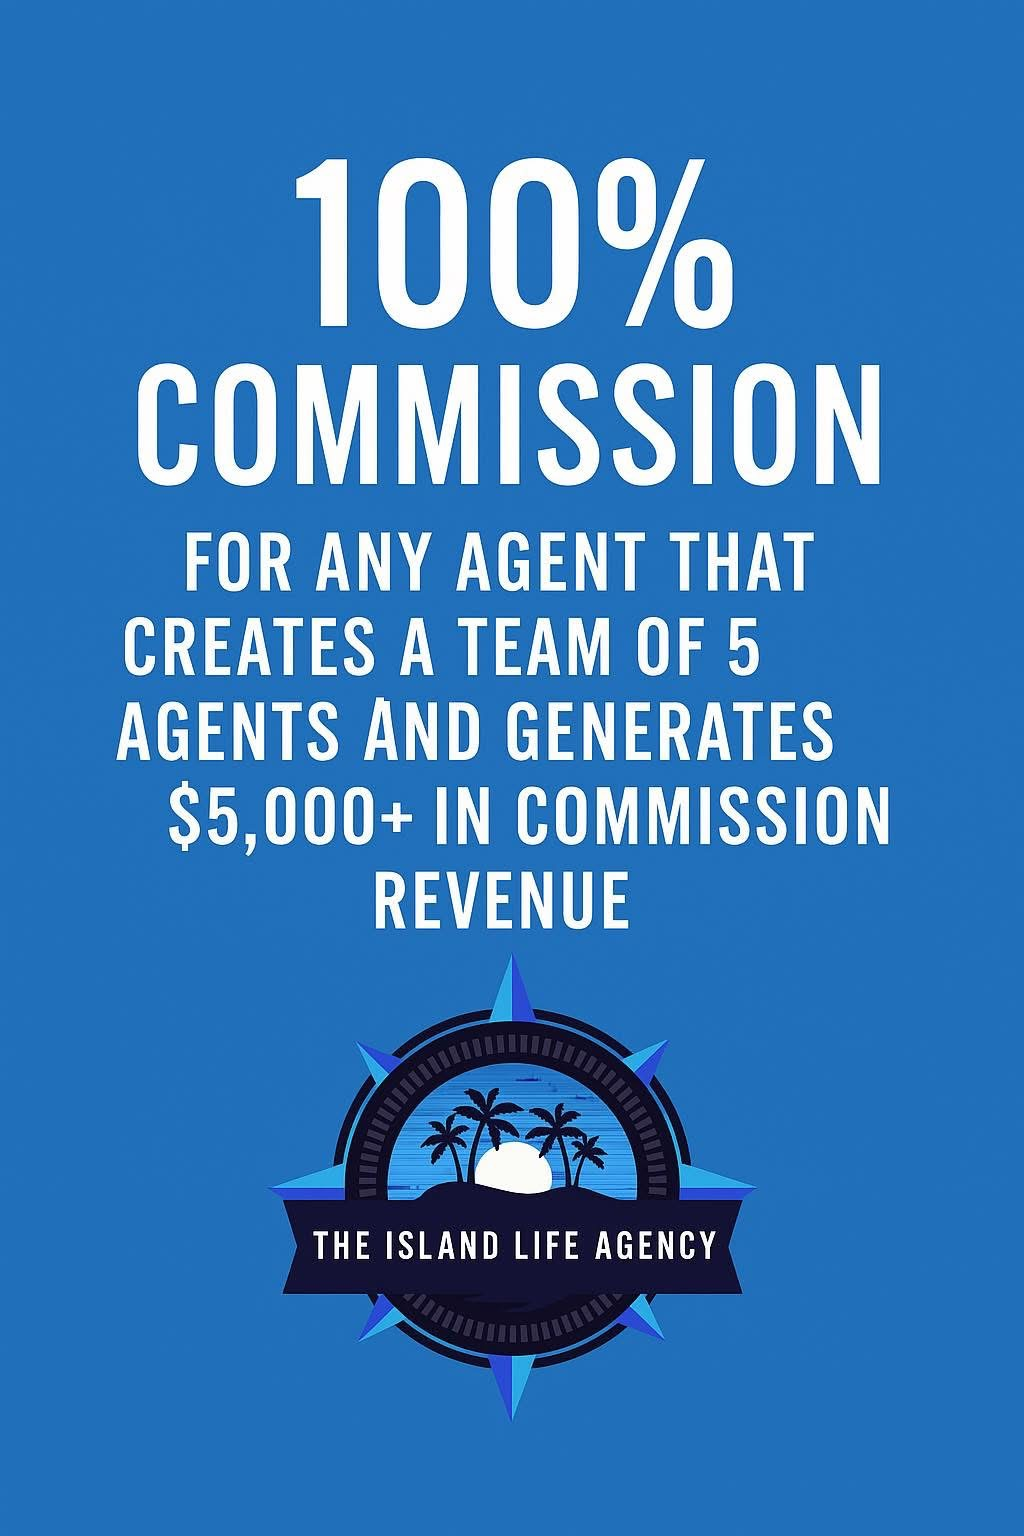 100%
COMMISSION
FOR ANY AGENT THAT
CREATES A TEAM OF 5
AGENTS AND GENERATES
$5,000+ IN COMMISSION
REVENUE
THE ISLAND LIFE AGENCY